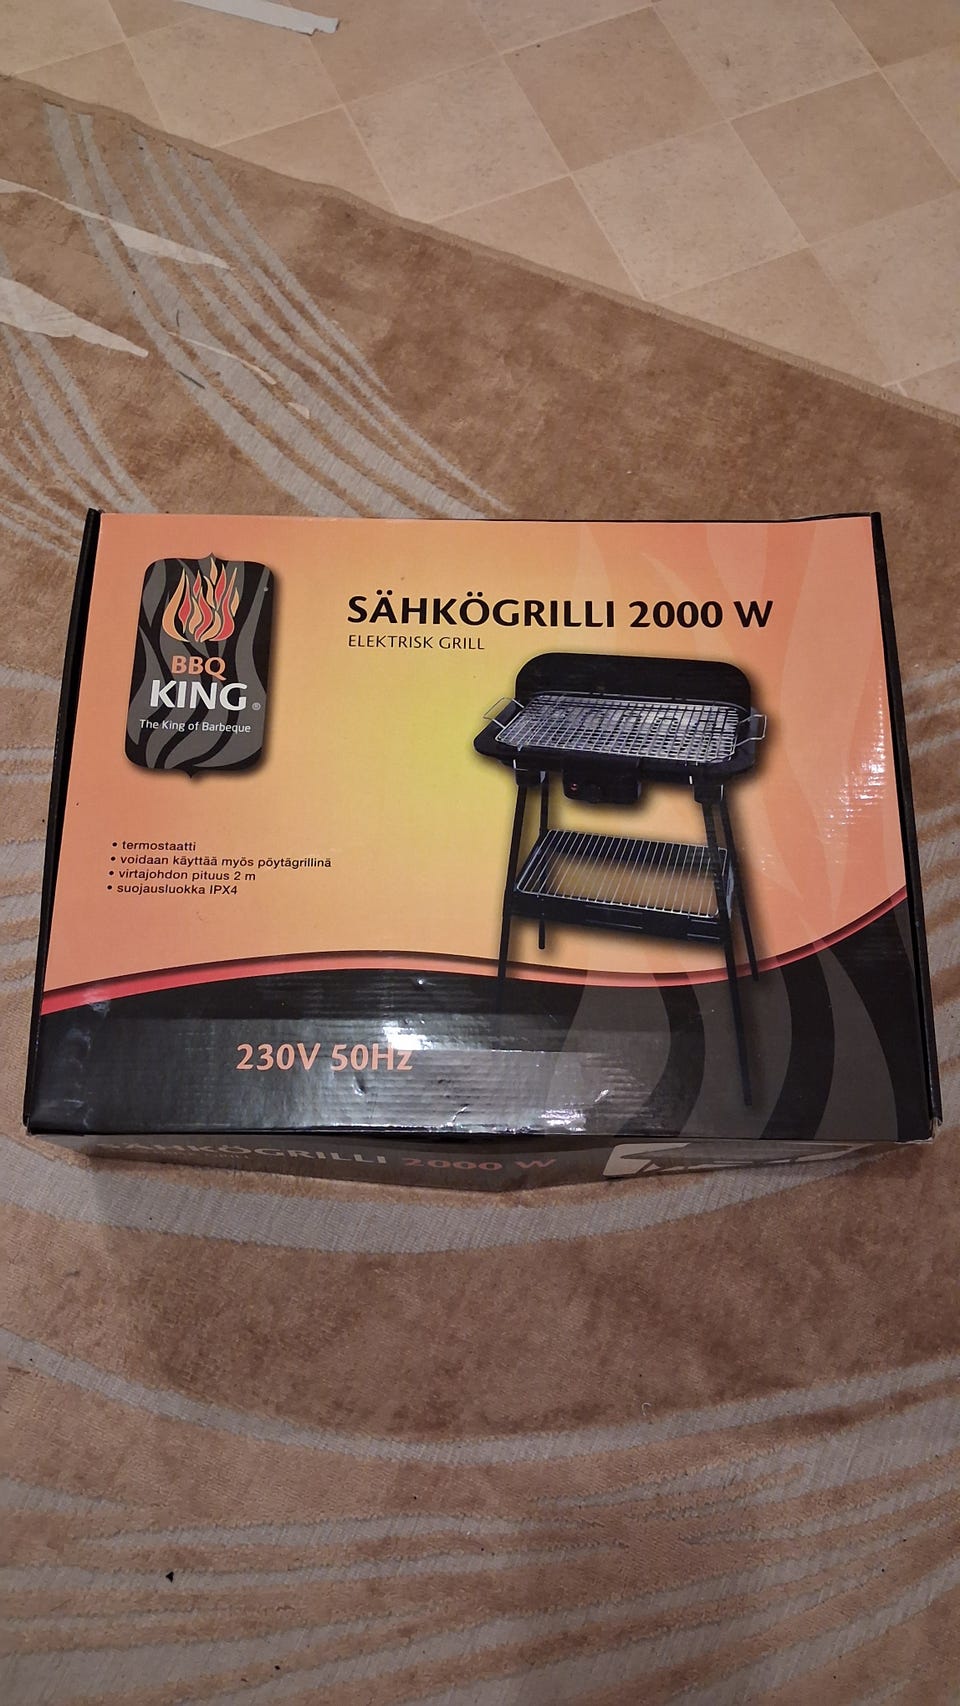 SÄHKÖGRILLI 2000 W
ELEKTRISK GRILL
BBQ
KING®
The King of Barbeque
• termostaatti
• voidaan käyttää myös pöytägrillinä
• virtajohdon pituus 2 m
• suojausluokka IPX4
230V 50Hz
SÄHKÖGRILLI 2000 W